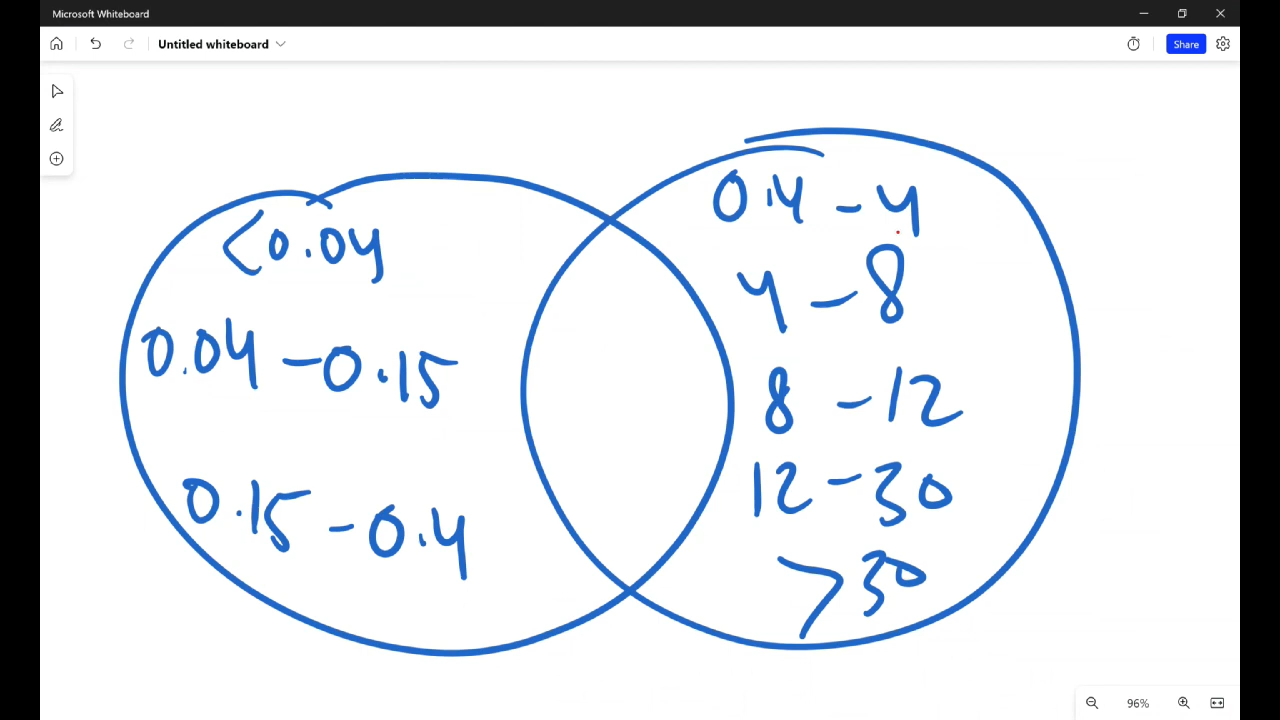 Microsoft Whiteboard
Untitled whiteboard
Share
<0.04
0.04 - 0.15
0.15 - 0.4
0.4 - 4
4 - 8
8 - 12
12 - 30
>30
96%